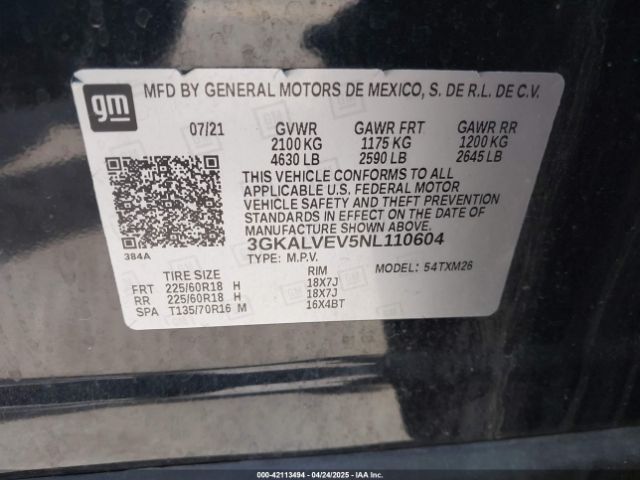 gm
MFD BY GENERAL MOTORS DE MEXICO, S. DE R.L. DE C.V.
07/21 GVWR GAWR FRT GAWR RR
2100 KG 1175 KG 1200 KG
4630 LB 2590 LB 2645 LB
THIS VEHICLE CONFORMS TO ALL
APPLICABLE U.S. FEDERAL MOTOR
VEHICLE SAFETY AND THEFT PREVENTION
STANDARDS IN EFFECT ON THE DATE OF
MANUFACTURE SHOWN ABOVE.
3GKALVEV5NL110604
384A
TYPE: M.P.V. MODEL: 54TXM26
TIRE SIZE RIM
FRT 225/60R18 H 18X7J
RR 225/60R18 H 18X7J
SPA T135/70R16 M 16X4BT
000-42113494 - 04/24/2025 - IAAI, Inc.